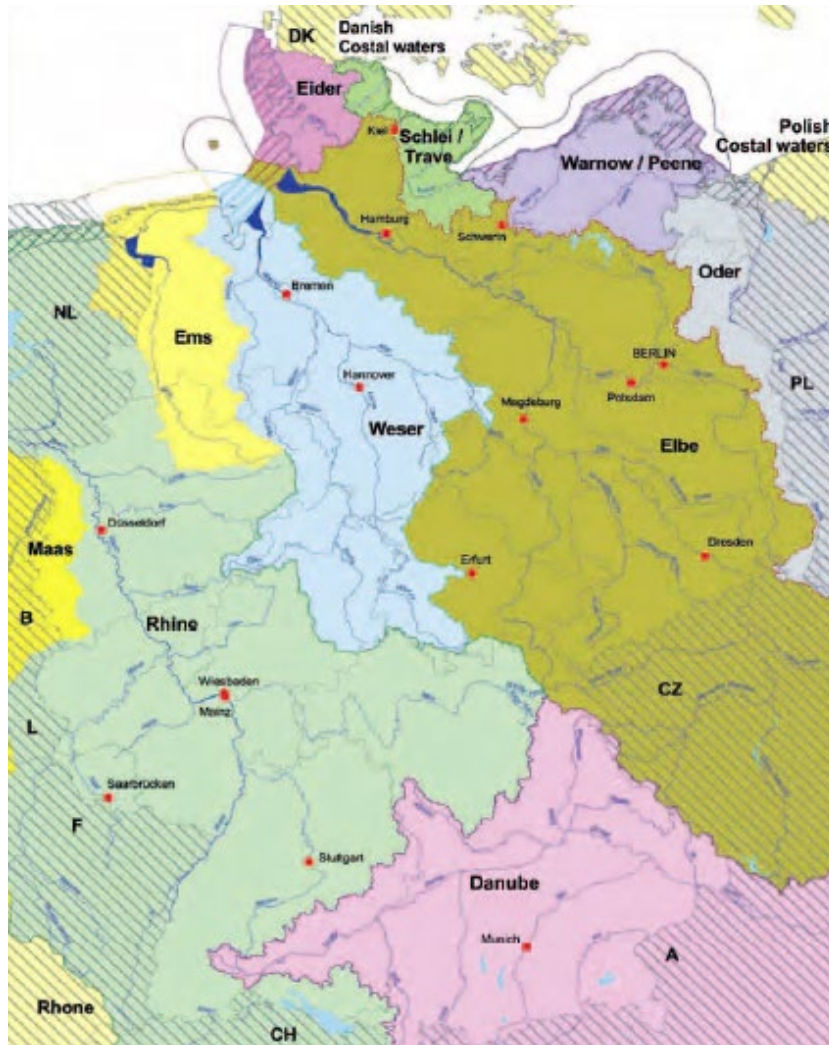 DK
Danish
Costal waters
Eider
Kiel
Schlei /
Trave
Polish
Costal waters
Warnow / Peene
Hamburg
Schwerin
Oder
Bremen
NL
Ems
BERLIN
Hannover
Potsdam
PL
Magdeburg
Weser
Elbe
Düsseldorf
Maas
Dresden
Erfurt
B
Rhine
Wiesbaden
CZ
Mainz
L
Saarbrücken
F
Stuttgart
Danube
Munich
A
Rhone
CH